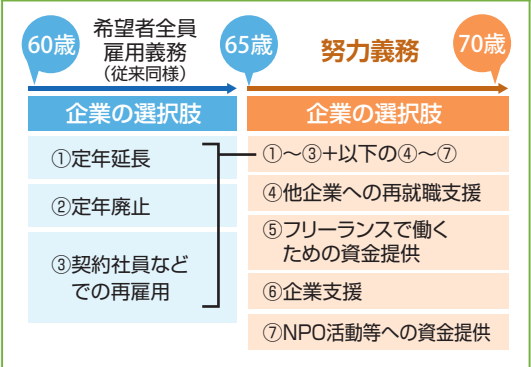 60歳
希望者全員
雇用義務
(従来同様)
65歳
努力義務
70歳
企業の選択肢
①定年延長
②定年廃止
③契約社員など
での再雇用
企業の選択肢
①〜③+以下の④〜⑦
④他企業への再就職支援
⑤フリーランスで働く
ための資金提供
⑥企業支援
⑦NPO活動等への資金提供